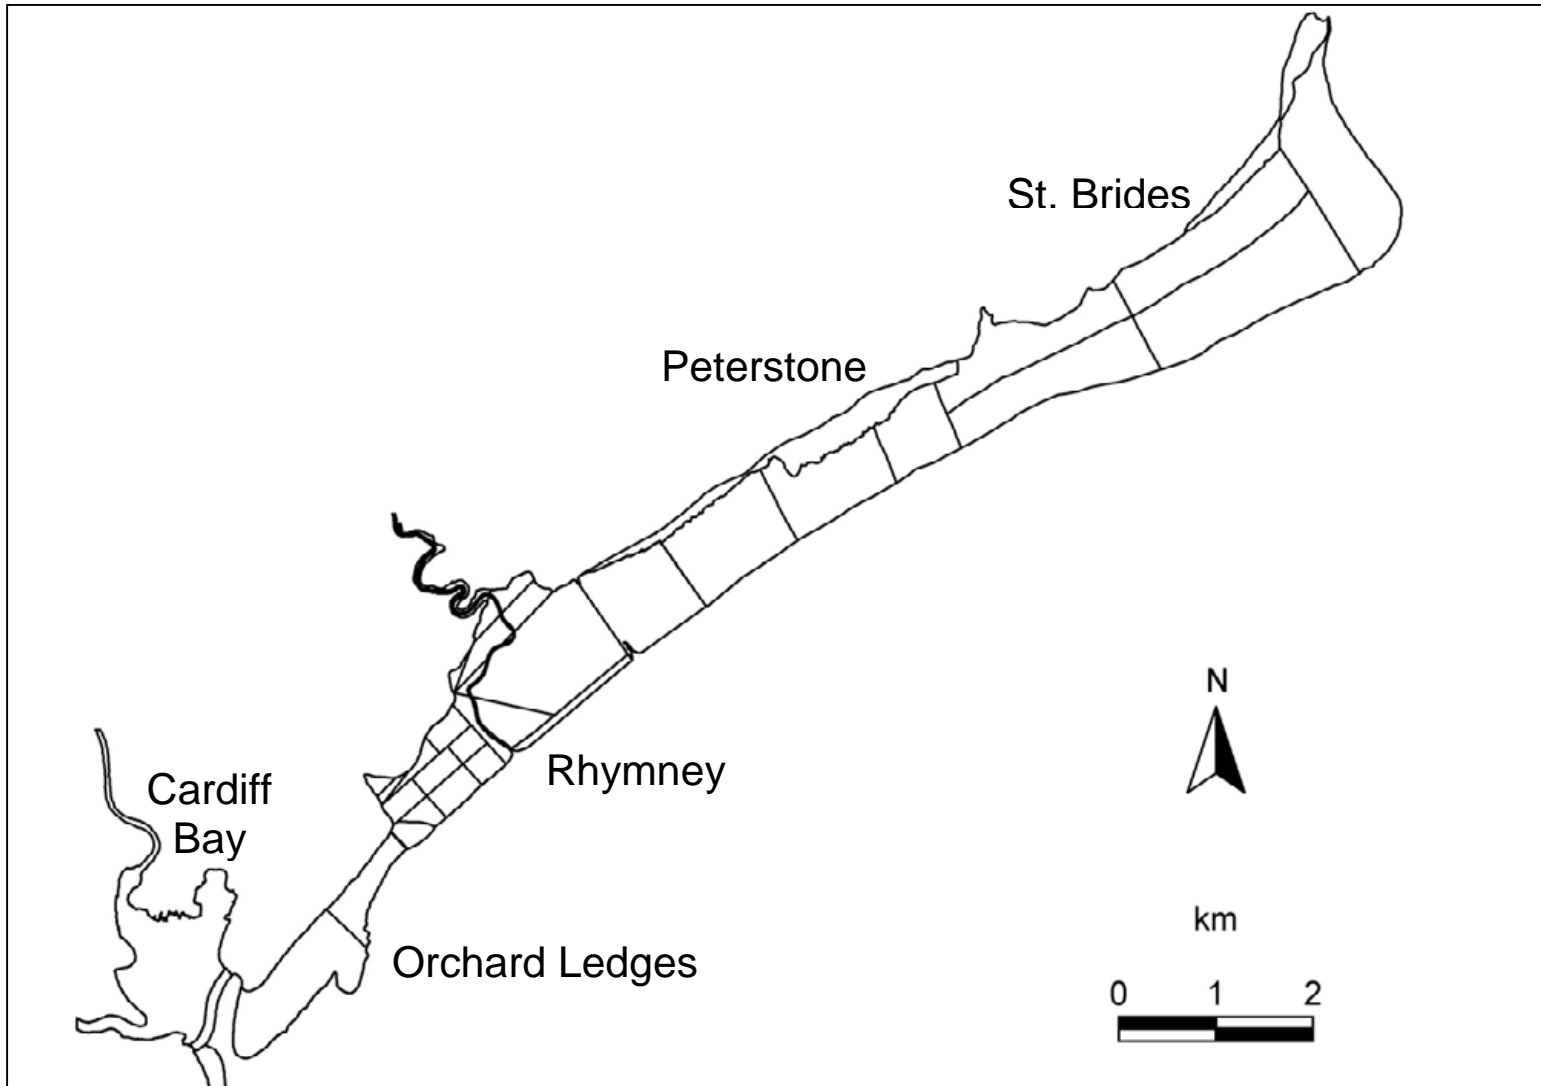 St. Brides
Peterstone
N
Rhymney
Cardiff
Bay
km
Orchard Ledges
0 1 2